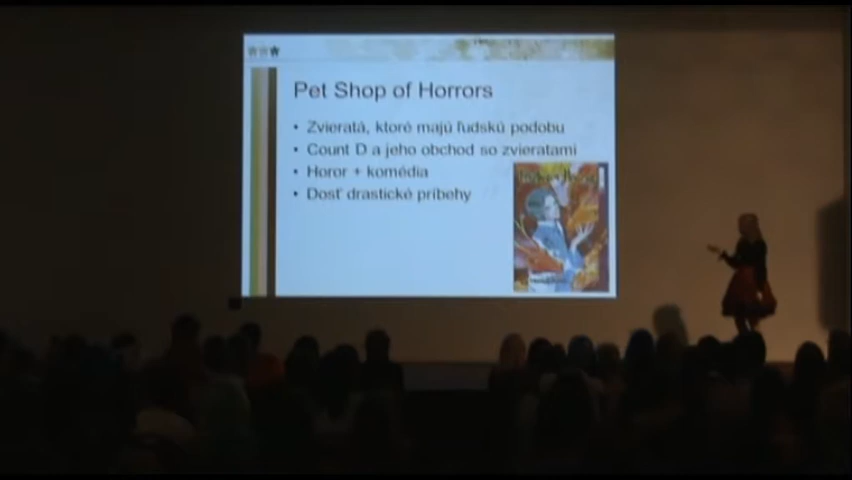 Pet Shop of Horrors
• Zvieratá, ktoré majú ľudskú podobu
• Count D a jeho obchod so zvieratami
• Horor + komédia
• Dosť drastické príbehy